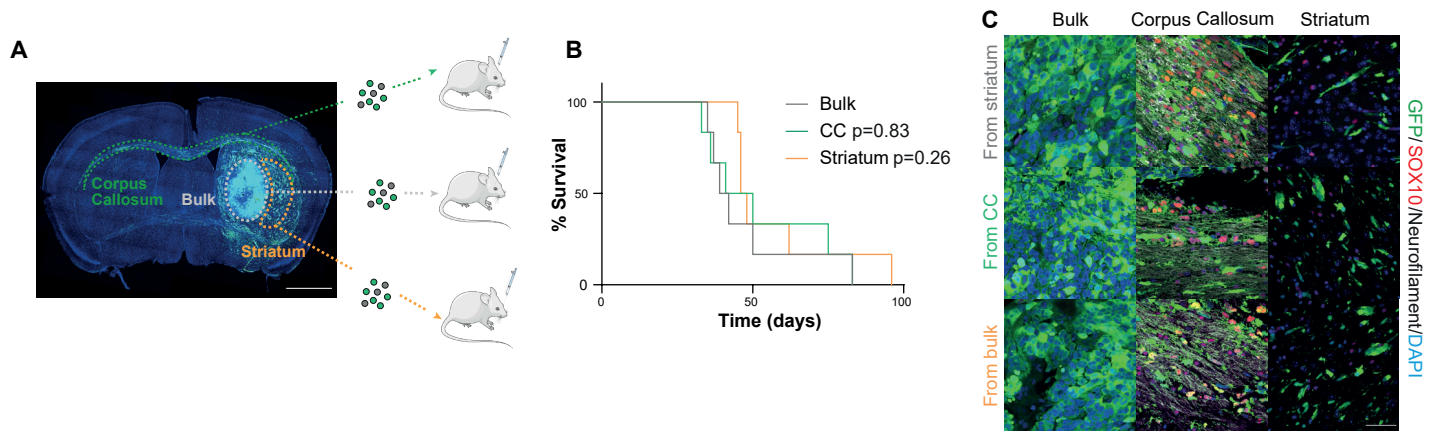 A
Corpus
Callosum
Bulk
Striatum
B
% Survival
100
50
0
0
50
100
Time (days)
Bulk
CC p=0.83
Striatum p=0.26
C
Bulk
Corpus Callosum
Striatum
From striatum
From CC
From bulk
GFP/SOX10/Neurofilament/DAPI